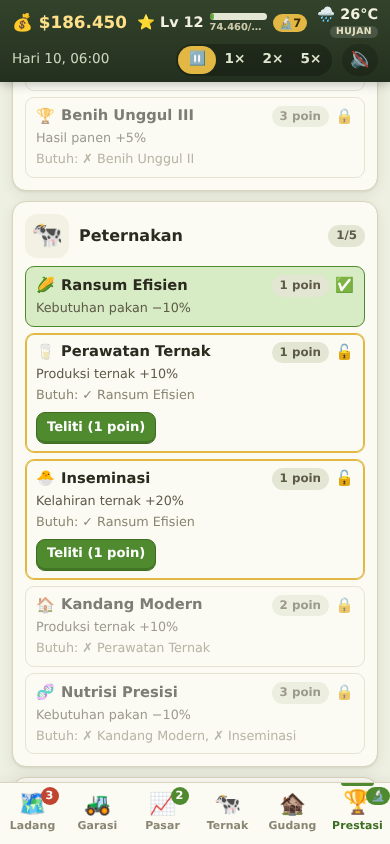 $186.450 Lv 12 74.460/... 7 26°C
HUJAN
Hari 10, 06:00 1× 2× 5×
Benih Unggul III 3 poin
Hasil panen +5%
Butuh: ✗ Benih Unggul II
Peternakan 1/5
Ransum Efisien 1 poin
Kebutuhan pakan −10%
Perawatan Ternak 1 poin
Produksi ternak +10%
Butuh: ✓ Ransum Efisien
Teliti (1 poin)
Inseminasi 1 poin
Kelahiran ternak +20%
Butuh: ✓ Ransum Efisien
Teliti (1 poin)
Kandang Modern 2 poin
Produksi ternak +10%
Butuh: ✗ Perawatan Ternak
Nutrisi Presisi 3 poin
Kebutuhan pakan −10%
Butuh: ✗ Kandang Modern, ✗ Inseminasi
3 2
Ladang Garasi Pasar Ternak Gudang Prestasi